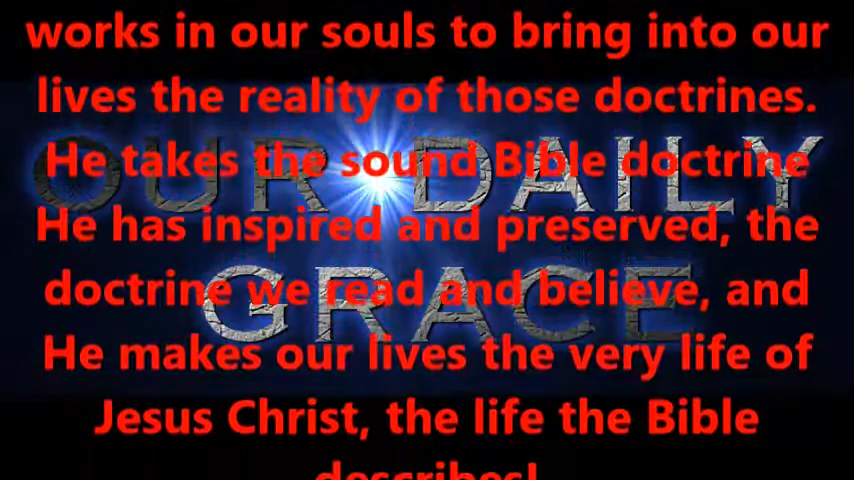 works in our souls to bring into our
lives the reality of those doctrines.
He takes the sound Bible doctrine
He has inspired and preserved, the
doctrine we read and believe, and
He makes our lives the very life of
Jesus Christ, the life the Bible
describes!
OUR DAILY
GRACE